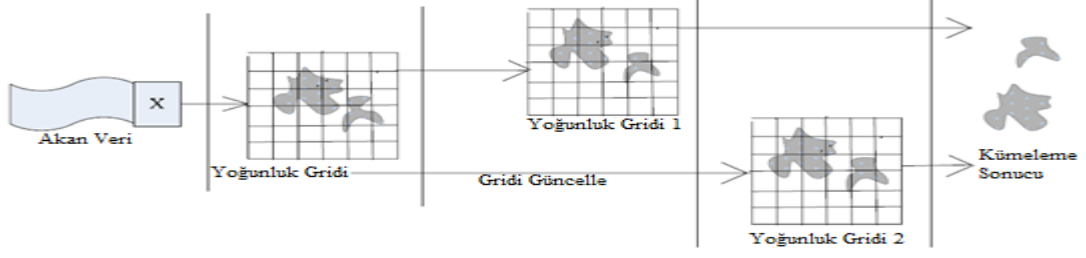 X
Akan Veri
Yoğunluk Gridi
Yoğunluk Gridi 1
Gridi Güncelle
Yoğunluk Gridi 2
Kümeleme
Sonucu